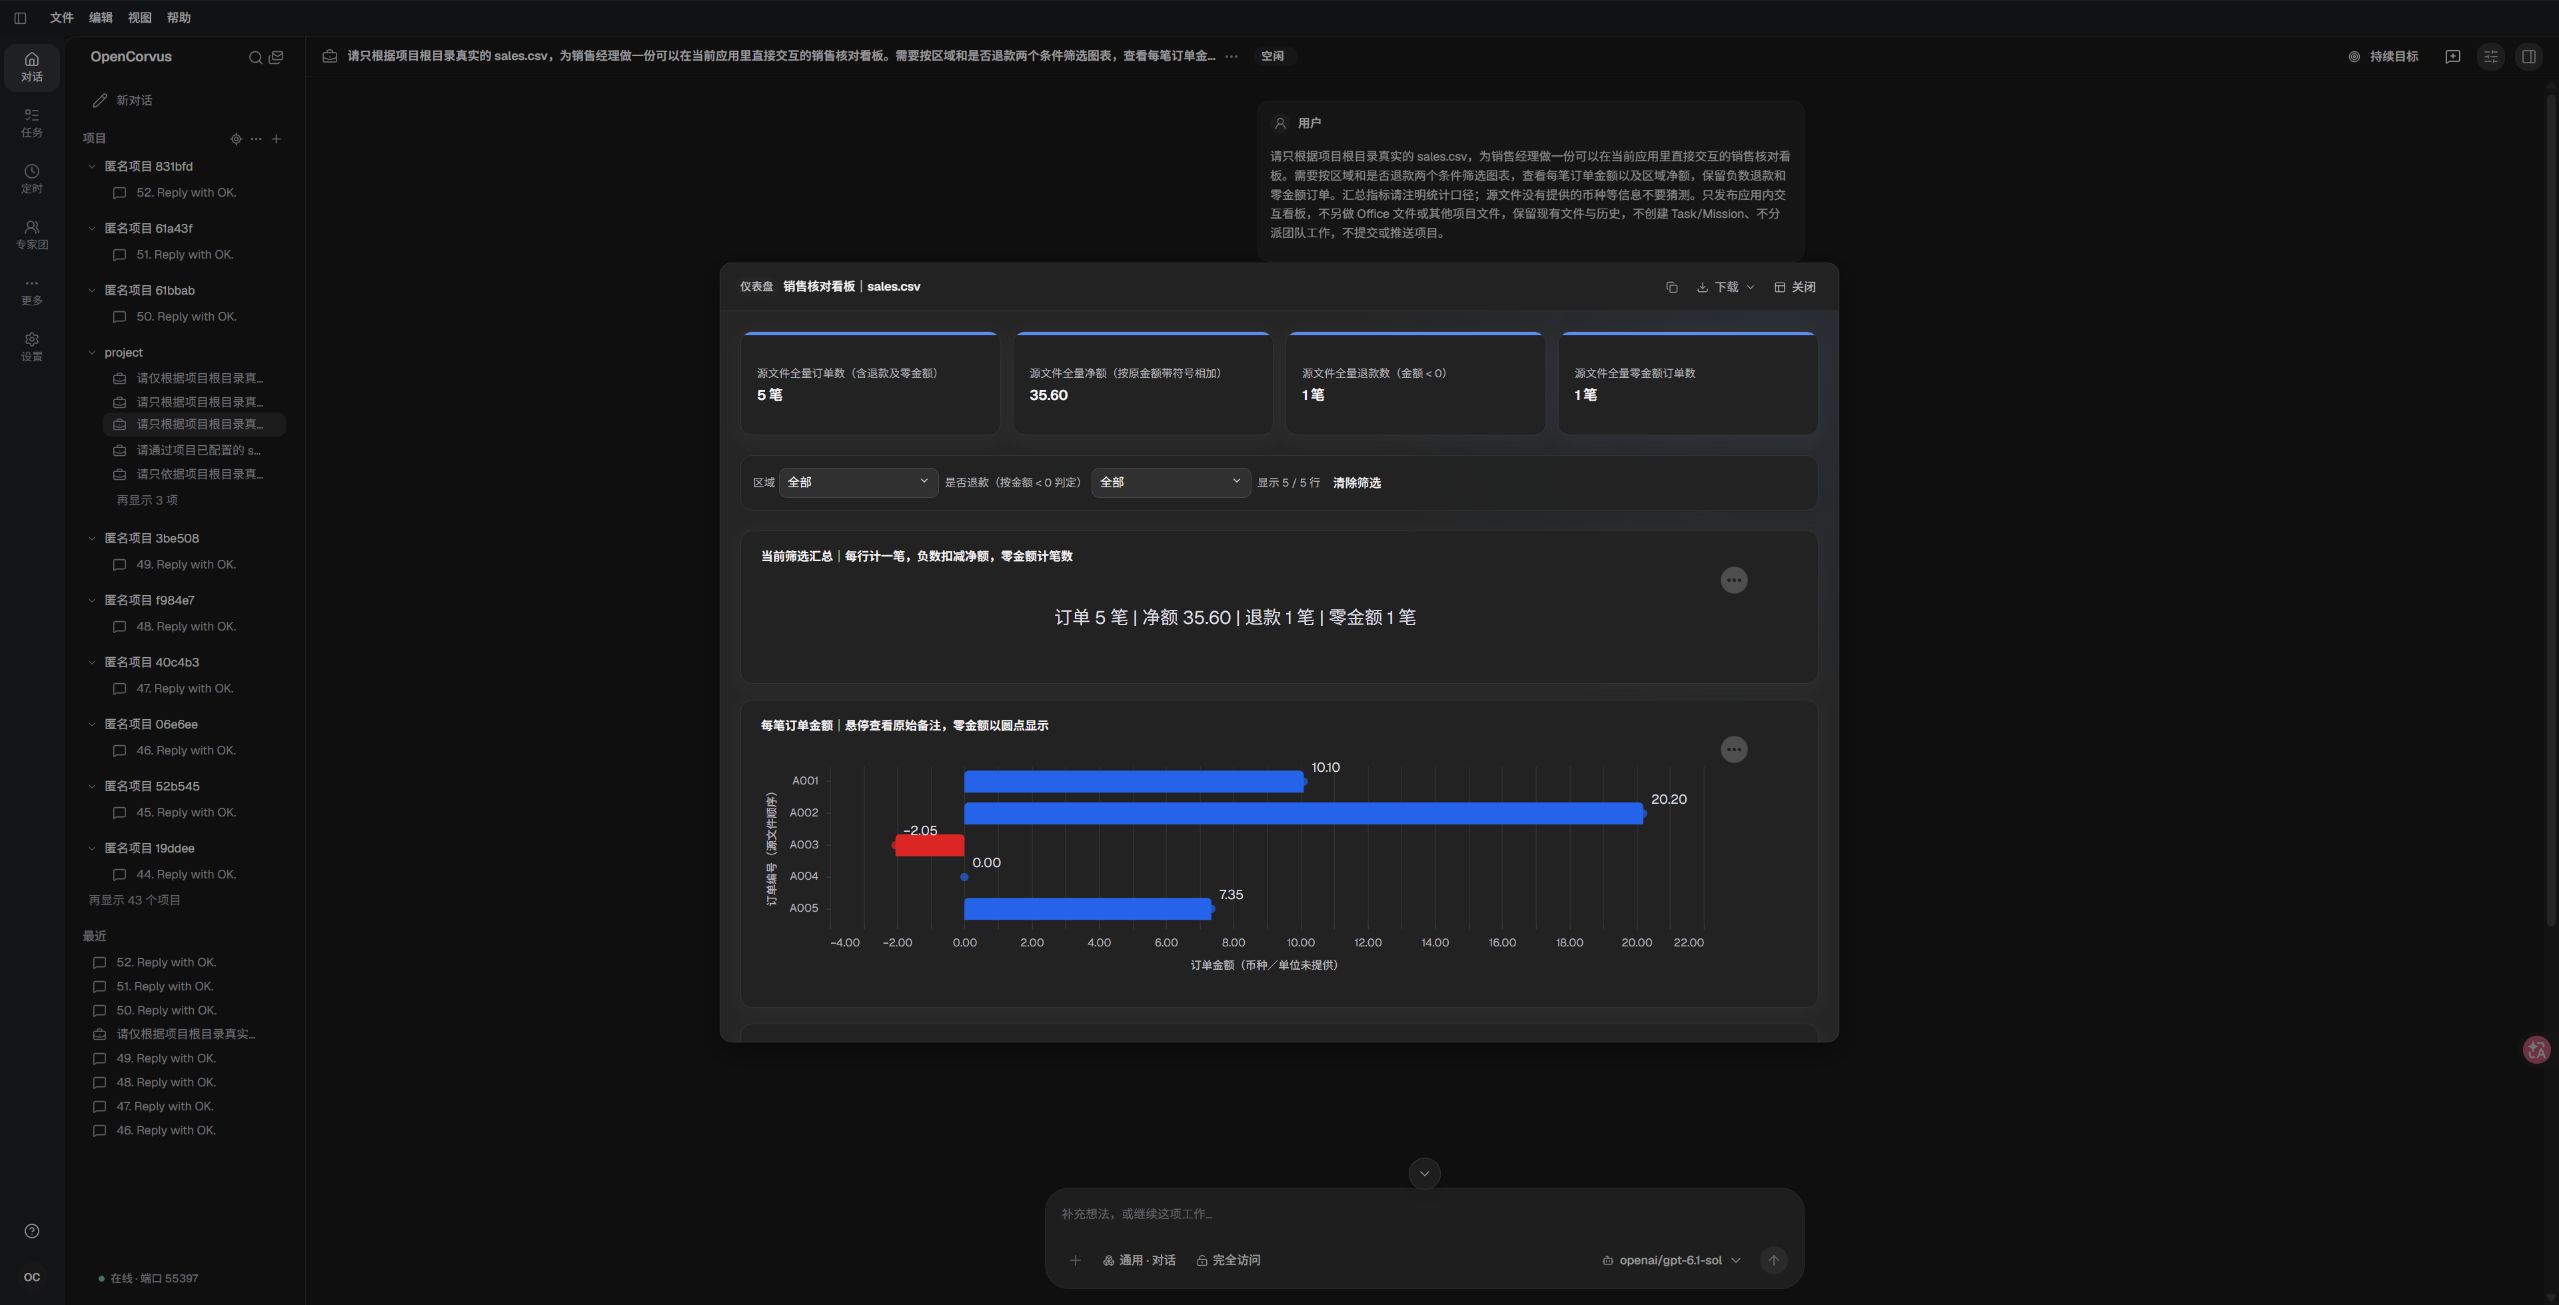 文件 编辑 视图 帮助
对话
任务
定时
专家团
更多
设置
OC
OpenCorvus
新对话
项目
匿名项目 831bfd
52. Reply with OK.
匿名项目 61a43f
51. Reply with OK.
匿名项目 61bbab
50. Reply with OK.
project
请仅根据项目根目录真...
请只根据项目根目录真...
请只根据项目根目录真...
请通过项目已配置的 s...
请只依据项目根目录真...
再显示 3 项
匿名项目 3be508
49. Reply with OK.
匿名项目 f984e7
48. Reply with OK.
匿名项目 40c4b3
47. Reply with OK.
匿名项目 06e6ee
46. Reply with OK.
匿名项目 52b545
45. Reply with OK.
匿名项目 19ddee
44. Reply with OK.
再显示 43 个项目
最近
52. Reply with OK.
51. Reply with OK.
50. Reply with OK.
请仅根据项目根目录真实...
49. Reply with OK.
48. Reply with OK.
47. Reply with OK.
46. Reply with OK.
在线 · 端口 55397
请只根据项目根目录真实的 sales.csv，为销售经理做一份可以在当前应用里直接交互的销售核对看板。需要按区域和是否退款两个条件筛选图表，查看每笔订单金... 空闲
持续目标
用户
请只根据项目根目录真实的 sales.csv，为销售经理做一份可以在当前应用里直接交互的销售核对看
板。需要按区域和是否退款两个条件筛选图表，查看每笔订单金额以及区域净额，保留负数退款和
零金额订单。汇总指标请注明统计口径；源文件没有提供的币种等信息不要猜测。只发布应用内交
互看板，不另做 Office 文件或其他项目文件，保留现有文件与历史，不创建 Task/Mission、不分
派团队工作，不提交或推送项目。
仪表盘 销售核对看板｜sales.csv
下载 关闭
源文件全量订单数（含退款及零金额）
5 笔
源文件全量净额（按原金额带符号相加）
35.60
源文件全量退款数（金额 < 0）
1 笔
源文件全量零金额订单数
1 笔
区域 全部 是否退款（按金额 < 0 判定） 全部 显示 5 / 5 行 清除筛选
当前筛选汇总｜每行计一笔，负数扣减净额，零金额计笔数
订单 5 笔 | 净额 35.60 | 退款 1 笔 | 零金额 1 笔
每笔订单金额｜悬停查看原始备注，零金额以圆点显示
订单编号（源文件顺序）
A001 10.10
A002 20.20
A003 −2.05
A004 0.00
A005 7.35
−4.00 −2.00 0.00 2.00 4.00 6.00 8.00 10.00 12.00 14.00 16.00 18.00 20.00 22.00
订单金额（币种／单位未提供）
补充想法，或继续这项工作...
通用 · 对话 完全访问 openai/gpt-6.1-sol